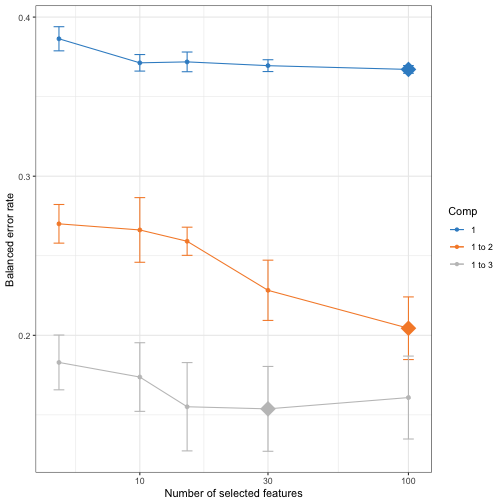 0.4
0.3
0.2
Balanced error rate
10
30
100
Number of selected features
Comp
1
1 to 2
1 to 3